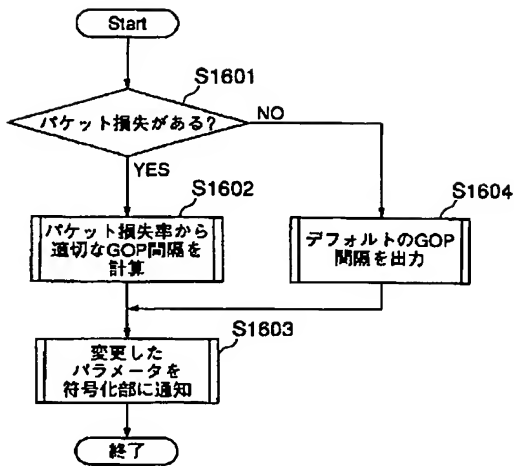 Start
S1601
パケット損失がある?
NO
YES
S1602
パケット損失率から
適切なGOP間隔を
計算
S1604
デフォルトのGOP
間隔を出力
S1603
変更した
パラメータを
符号化部に通知
終了